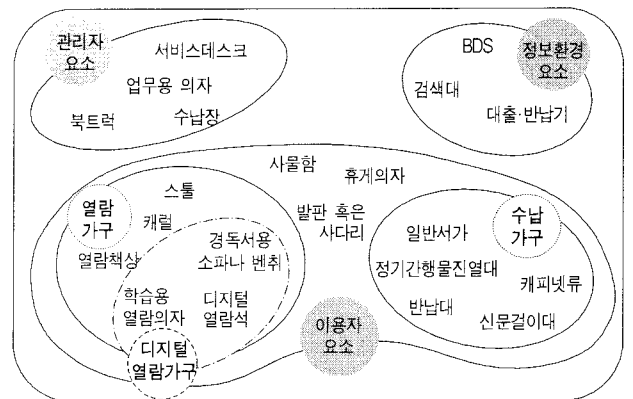 관리자
요소
서비스데스크
업무용 의자
북트럭
수납장
BDS
정보환경
요소
검색대
대출·반납기
사물함
휴게의자
발판 혹은
사다리
열람
가구
스툴
캐럴
열람책상
경독서용
소파나 벤취
학습용
열람의자
디지털
열람석
디지털
열람가구
이용자
요소
수납
가구
일반서가
정기간행물진열대
캐피넷류
반납대
신문걸이대